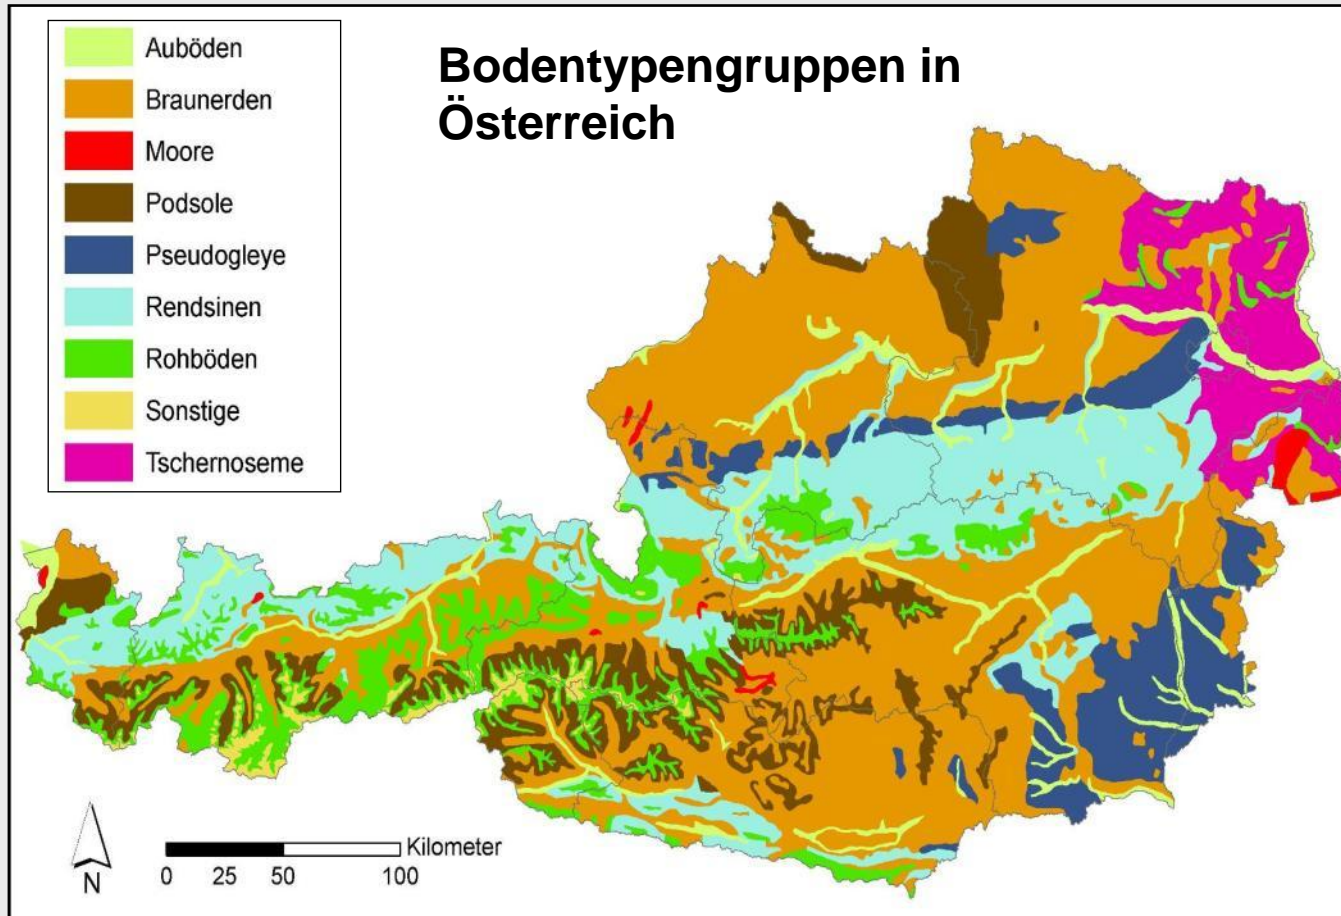 Bodentypengruppen in
Österreich
Auböden
Braunerden
Moore
Podsole
Pseudogleye
Rendsinen
Rohböden
Sonstige
Tschernoseme
N
Kilometer
0 25 50 100